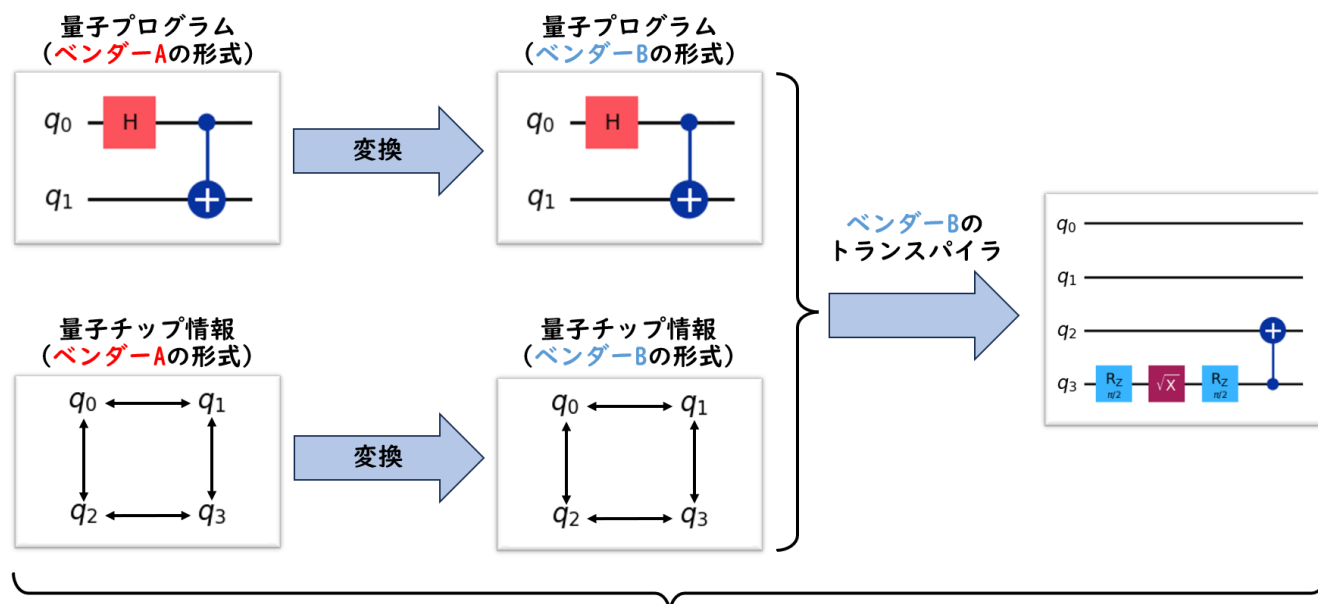 量子プログラム
(ベンダーAの形式)
q0
H
q1
変換
量子プログラム
(ベンダーBの形式)
q0
H
q1
量子チップ情報
(ベンダーAの形式)
q0 q1
q2 q3
変換
量子チップ情報
(ベンダーBの形式)
q0 q1
q2 q3
ベンダーBの
トランスパイラ
q0
q1
q2
q3 RZ π/2 √X RZ π/2